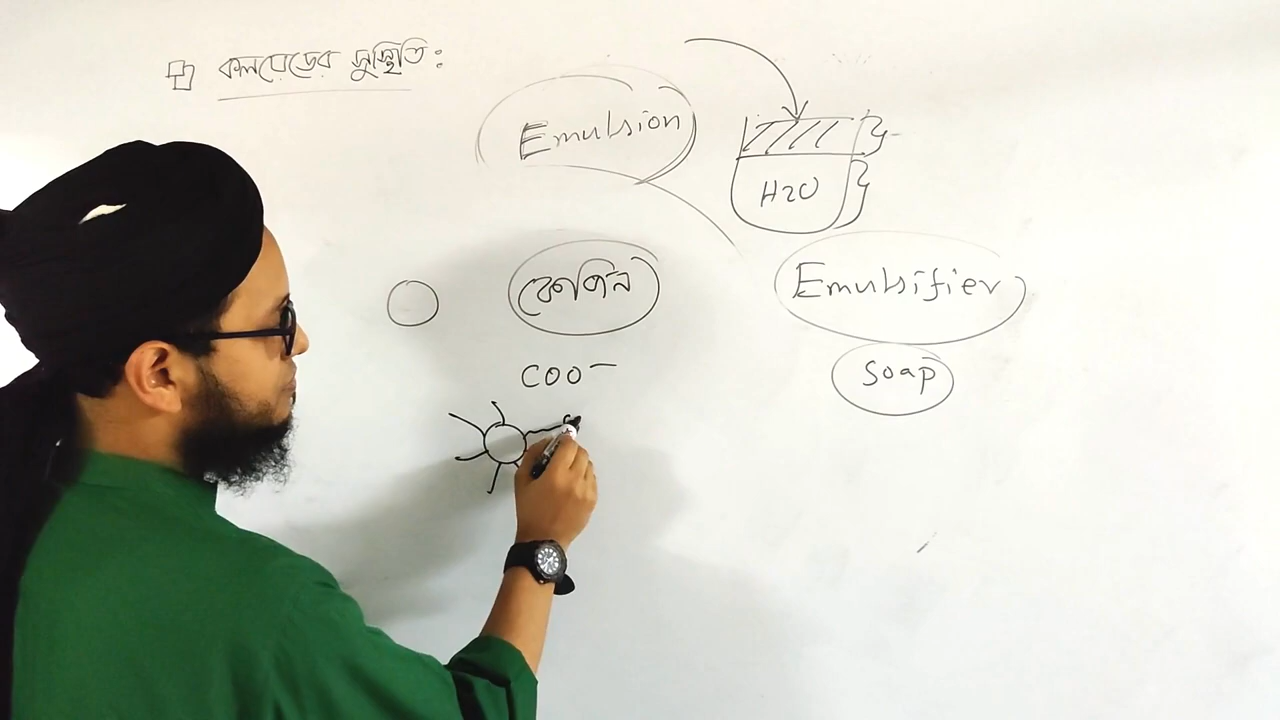 কলয়েডের সুস্থিতি:
Emulsion
H2O
কেজিন
Emulsifier
COO⁻
Soap